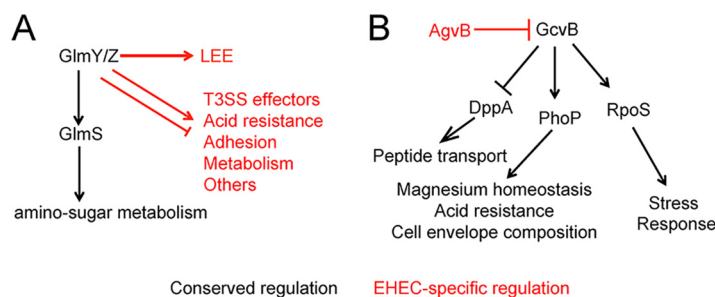 A
GlmY/Z
LEE
T3SS effectors
Acid resistance
Adhesion
Metabolism
Others
GlmS
amino-sugar metabolism
B
AgvB
GcvB
DppA
PhoP
RpoS
Peptide transport
Magnesium homeostasis
Acid resistance
Cell envelope composition
Stress
Response
Conserved regulation
EHEC-specific regulation